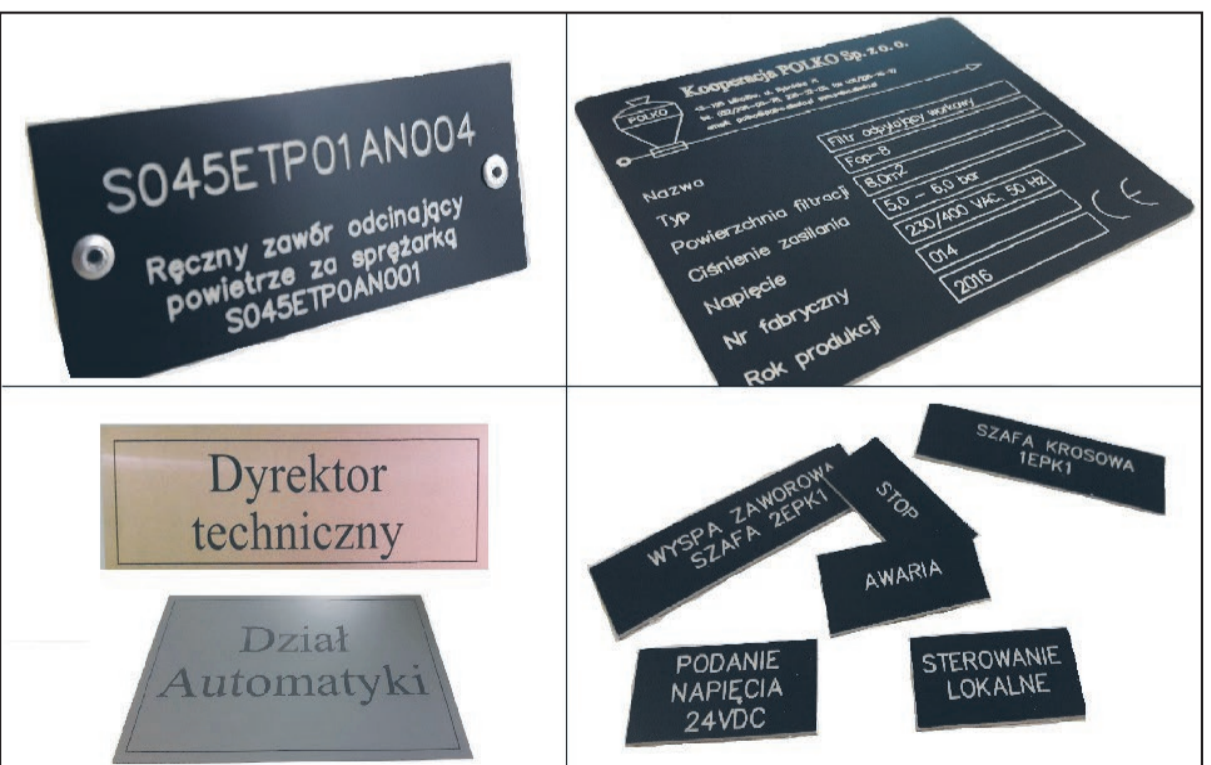 S045ETP01AN004
Ręczny zawór odcinający
powietrze za sprężarką
S045ETP0AN001
Kooperacja POLKO Sp. z o. o.
POLKO
Nazwa Filtr odpylający workowy
Typ Fop-8
Powierzchnia filtracji 8,0m2
Ciśnienie zasilania 5,0 - 6,0 bar
Napięcie 230/400 VAC 50 Hz
Nr fabryczny 014
Rok produkcji 2016
CE
Dyrektor
techniczny
Dział
Automatyki
WYSPA ZAWOROWA
SZAFA 2EPK1
STOP
SZAFA KROSOWA
1EPK1
AWARIA
PODANIE
NAPIĘCIA
24VDC
STEROWANIE
LOKALNE